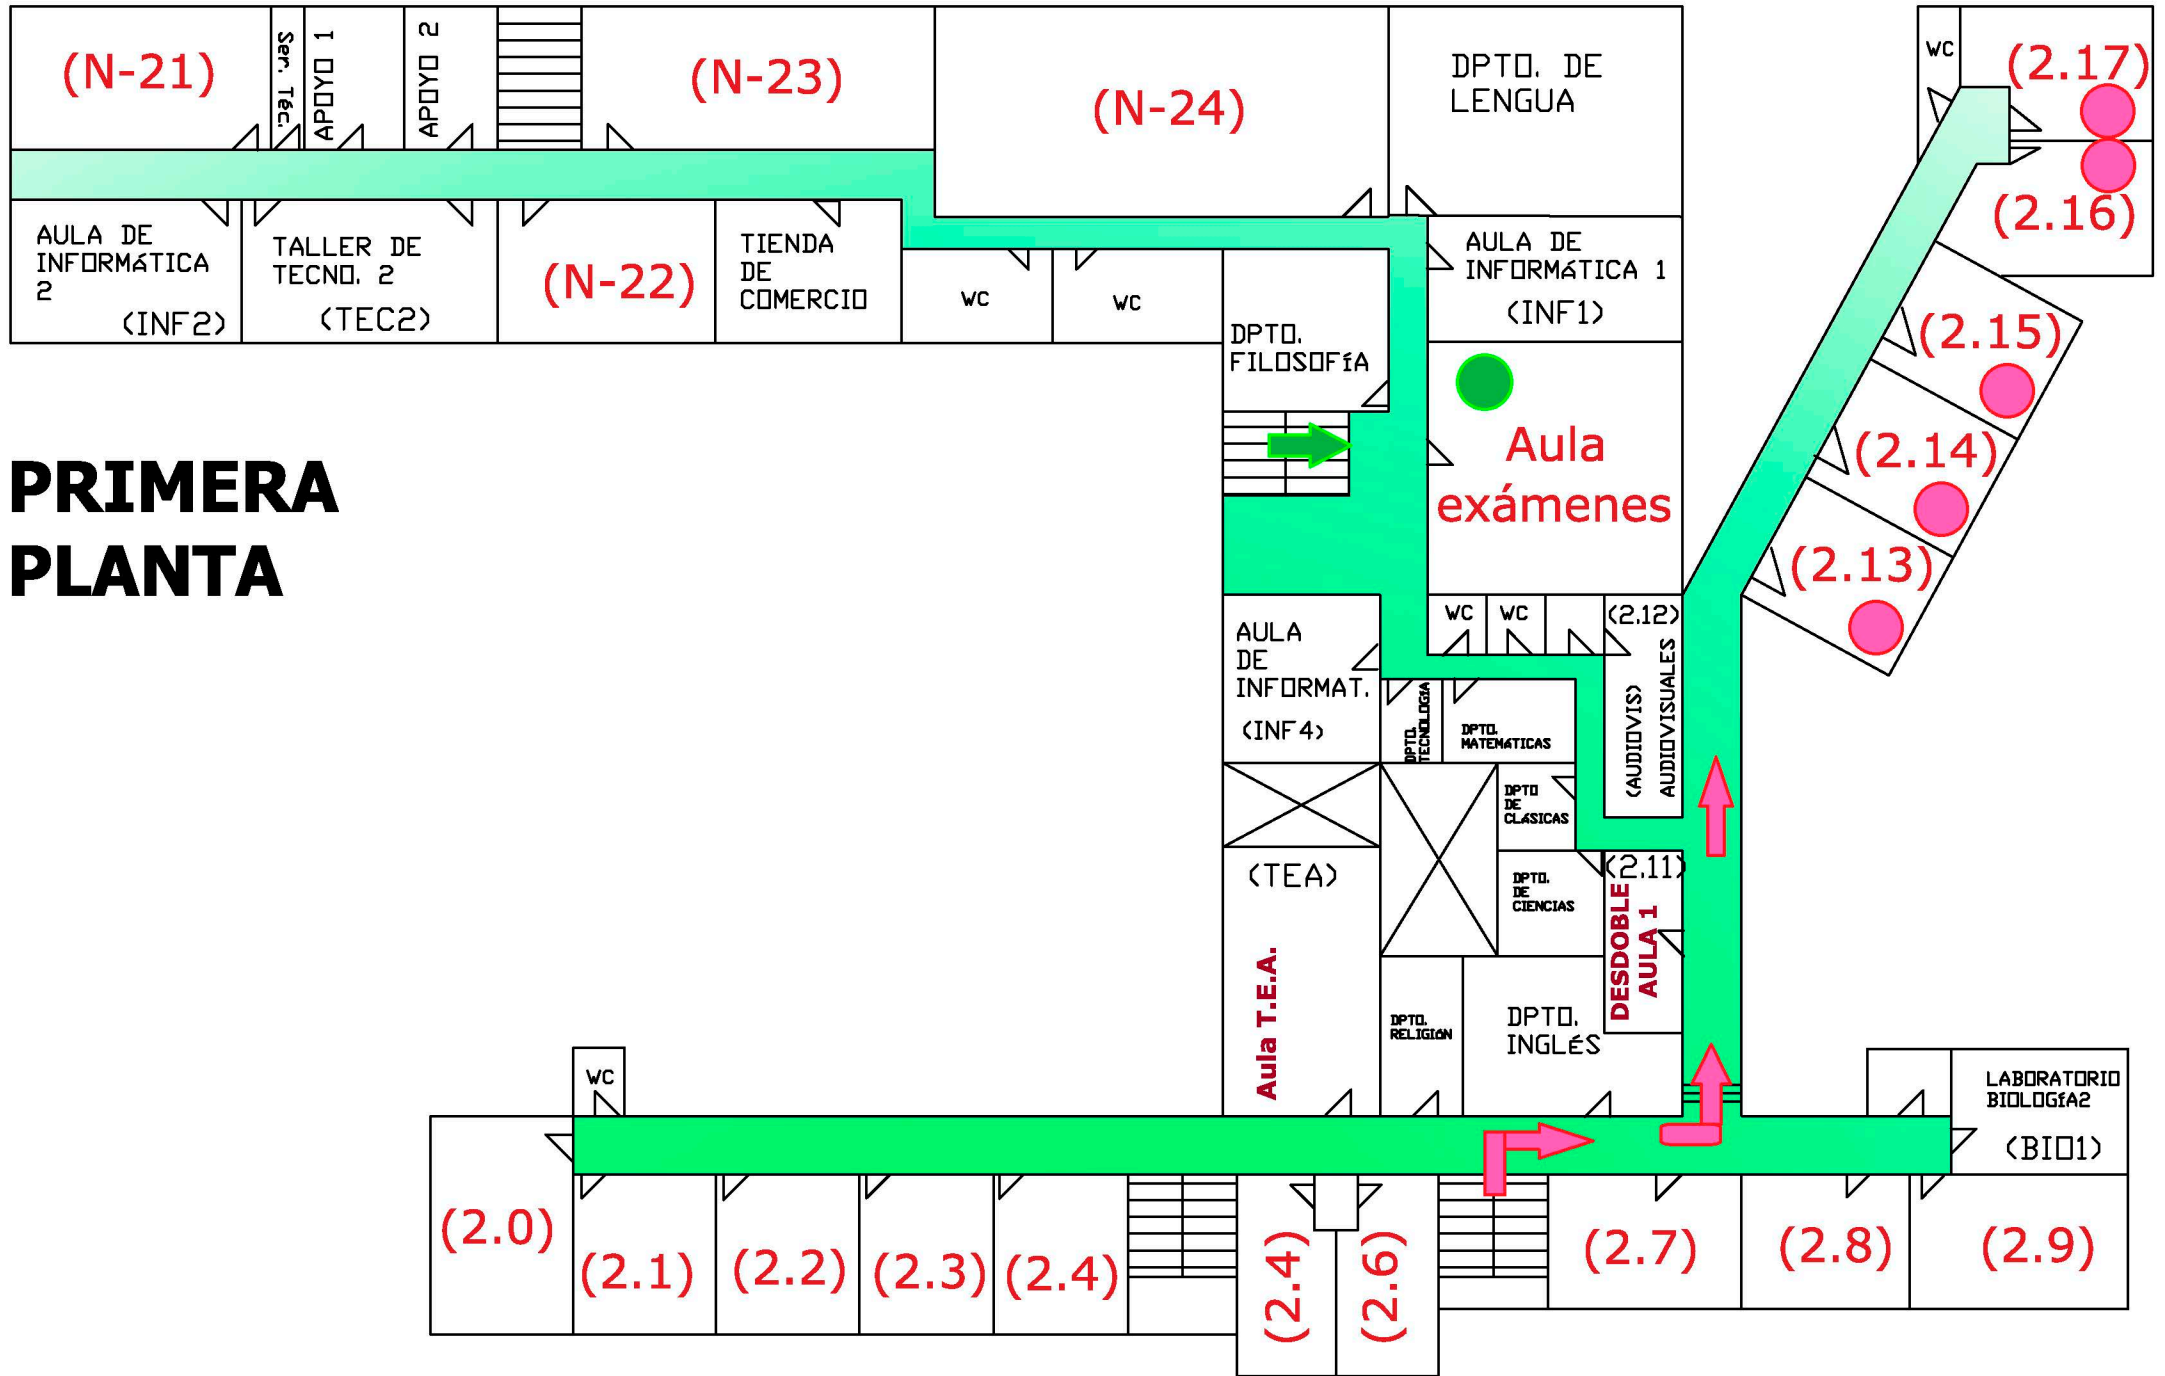 (N-21)
Ser. Téc.
APOYO 1
APOYO 2
(N-23)
(N-24)
DPTO. DE
LENGUA
WC
(2.17)
(2.16)
AULA DE
INFORMÁTICA
2
(INF2)
TALLER DE
TECNO. 2
(TEC2)
(N-22)
TIENDA
DE
COMERCIO
WC
WC
DPTO.
FILOSOFÍA
AULA DE
INFORMÁTICA 1
(INF1)
(2.15)
Aula
exámenes
(2.14)
(2.13)
PRIMERA
PLANTA
AULA
DE
INFORMAT.
(INF4)
WC
WC
(2.12)
(AUDIOVIS)
AUDIOVISUALES
DPTO.
TECNOLOGÍA
DPTO.
MATEMÁTICAS
DPTO
DE
CLÁSICAS
(TEA)
Aula T.E.A.
DPTO.
DE
CIENCIAS
(2.11)
DESDOBLE
AULA 1
DPTO.
RELIGIÓN
DPTO.
INGLÉS
WC
LABORATORIO
BIOLOGÍA2
(BIO1)
(2.0)
(2.1)
(2.2)
(2.3)
(2.4)
(2.4)
(2.6)
(2.7)
(2.8)
(2.9)